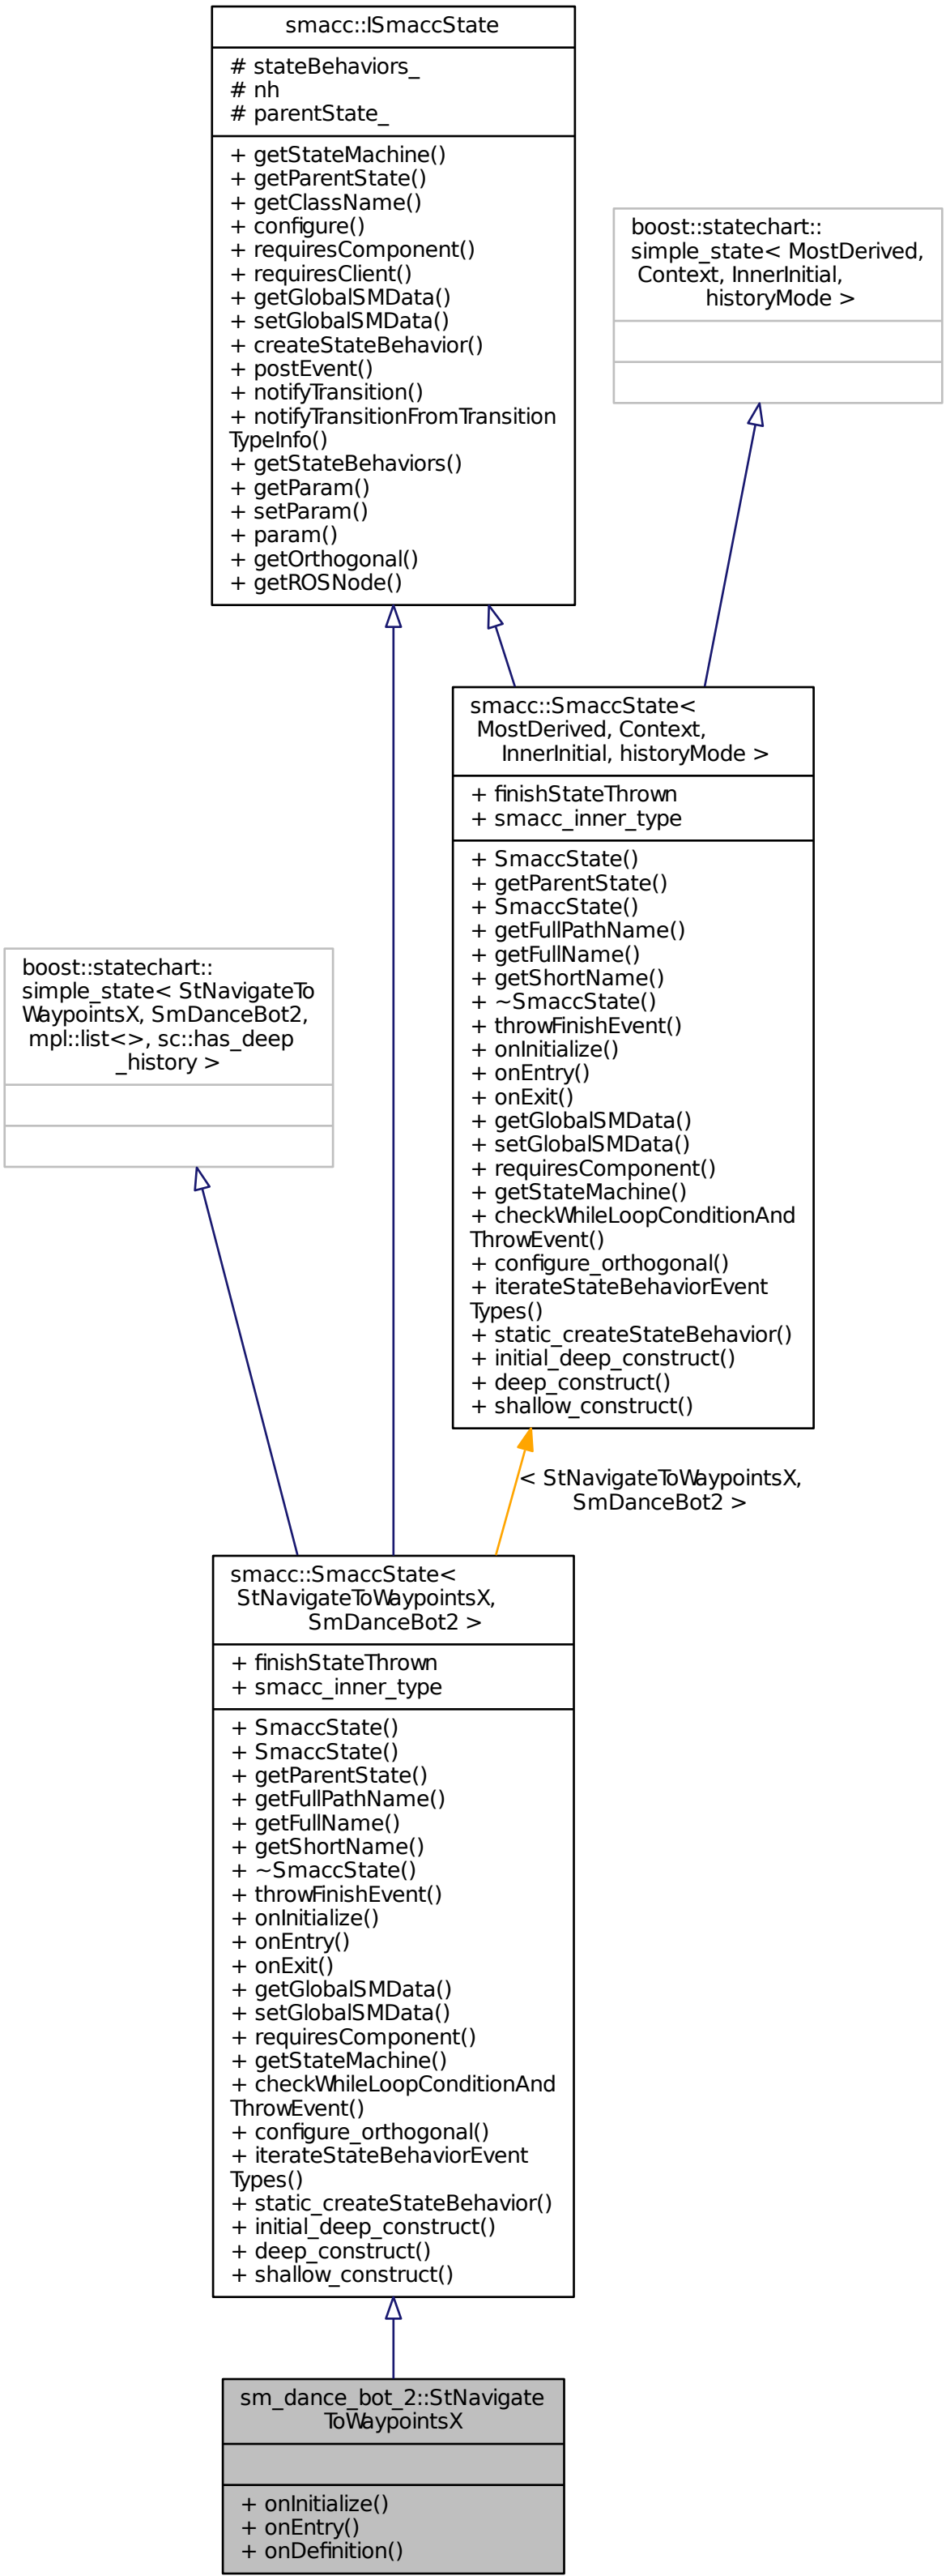 smacc::ISmaccState
# stateBehaviors_
# nh
# parentState_
+ getStateMachine()
+ getParentState()
+ getClassName()
+ configure()
+ requiresComponent()
+ requiresClient()
+ getGlobalSMData()
+ setGlobalSMData()
+ createStateBehavior()
+ postEvent()
+ notifyTransition()
+ notifyTransitionFromTransition
TypeInfo()
+ getStateBehaviors()
+ getParam()
+ setParam()
+ param()
+ getOrthogonal()
+ getROSNode()
boost::statechart::
simple_state< MostDerived,
Context, InnerInitial,
historyMode >
smacc::SmaccState<
MostDerived, Context,
InnerInitial, historyMode >
+ finishStateThrown
+ smacc_inner_type
+ SmaccState()
+ getParentState()
+ SmaccState()
+ getFullPathName()
+ getFullName()
+ getShortName()
+ ~SmaccState()
+ throwFinishEvent()
+ onInitialize()
+ onEntry()
+ onExit()
+ getGlobalSMData()
+ setGlobalSMData()
+ requiresComponent()
+ getStateMachine()
+ checkWhileLoopConditionAnd
ThrowEvent()
+ configure_orthogonal()
+ iterateStateBehaviorEvent
Types()
+ static_createStateBehavior()
+ initial_deep_construct()
+ deep_construct()
+ shallow_construct()
boost::statechart::
simple_state< StNavigateTo
WaypointsX, SmDanceBot2,
mpl::list<>, sc::has_deep
_history >
< StNavigateToWaypointsX,
SmDanceBot2 >
smacc::SmaccState<
StNavigateToWaypointsX,
SmDanceBot2 >
+ finishStateThrown
+ smacc_inner_type
+ SmaccState()
+ SmaccState()
+ getParentState()
+ getFullPathName()
+ getFullName()
+ getShortName()
+ ~SmaccState()
+ throwFinishEvent()
+ onInitialize()
+ onEntry()
+ onExit()
+ getGlobalSMData()
+ setGlobalSMData()
+ requiresComponent()
+ getStateMachine()
+ checkWhileLoopConditionAnd
ThrowEvent()
+ configure_orthogonal()
+ iterateStateBehaviorEvent
Types()
+ static_createStateBehavior()
+ initial_deep_construct()
+ deep_construct()
+ shallow_construct()
sm_dance_bot_2::StNavigate
ToWaypointsX
+ onInitialize()
+ onEntry()
+ onDefinition()